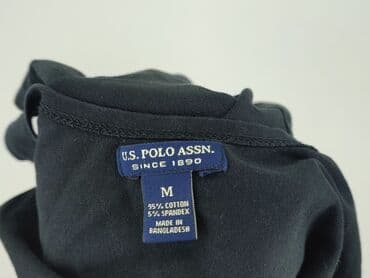 U.S. POLO ASSN.
SINCE 1890
M
95% COTTON
5% SPANDEX
MADE IN
BANGLADESH